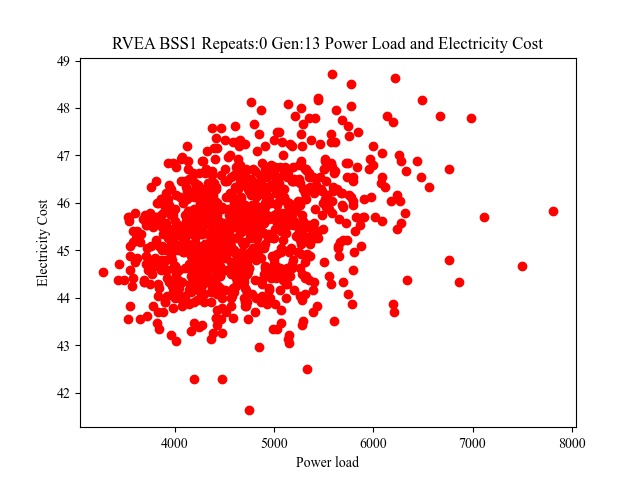 RVEA BSS1 Repeats:0 Gen:13 Power Load and Electricity Cost
49
48
47
46
45
44
43
42
Electricity Cost
4000 5000 6000 7000 8000
Power load